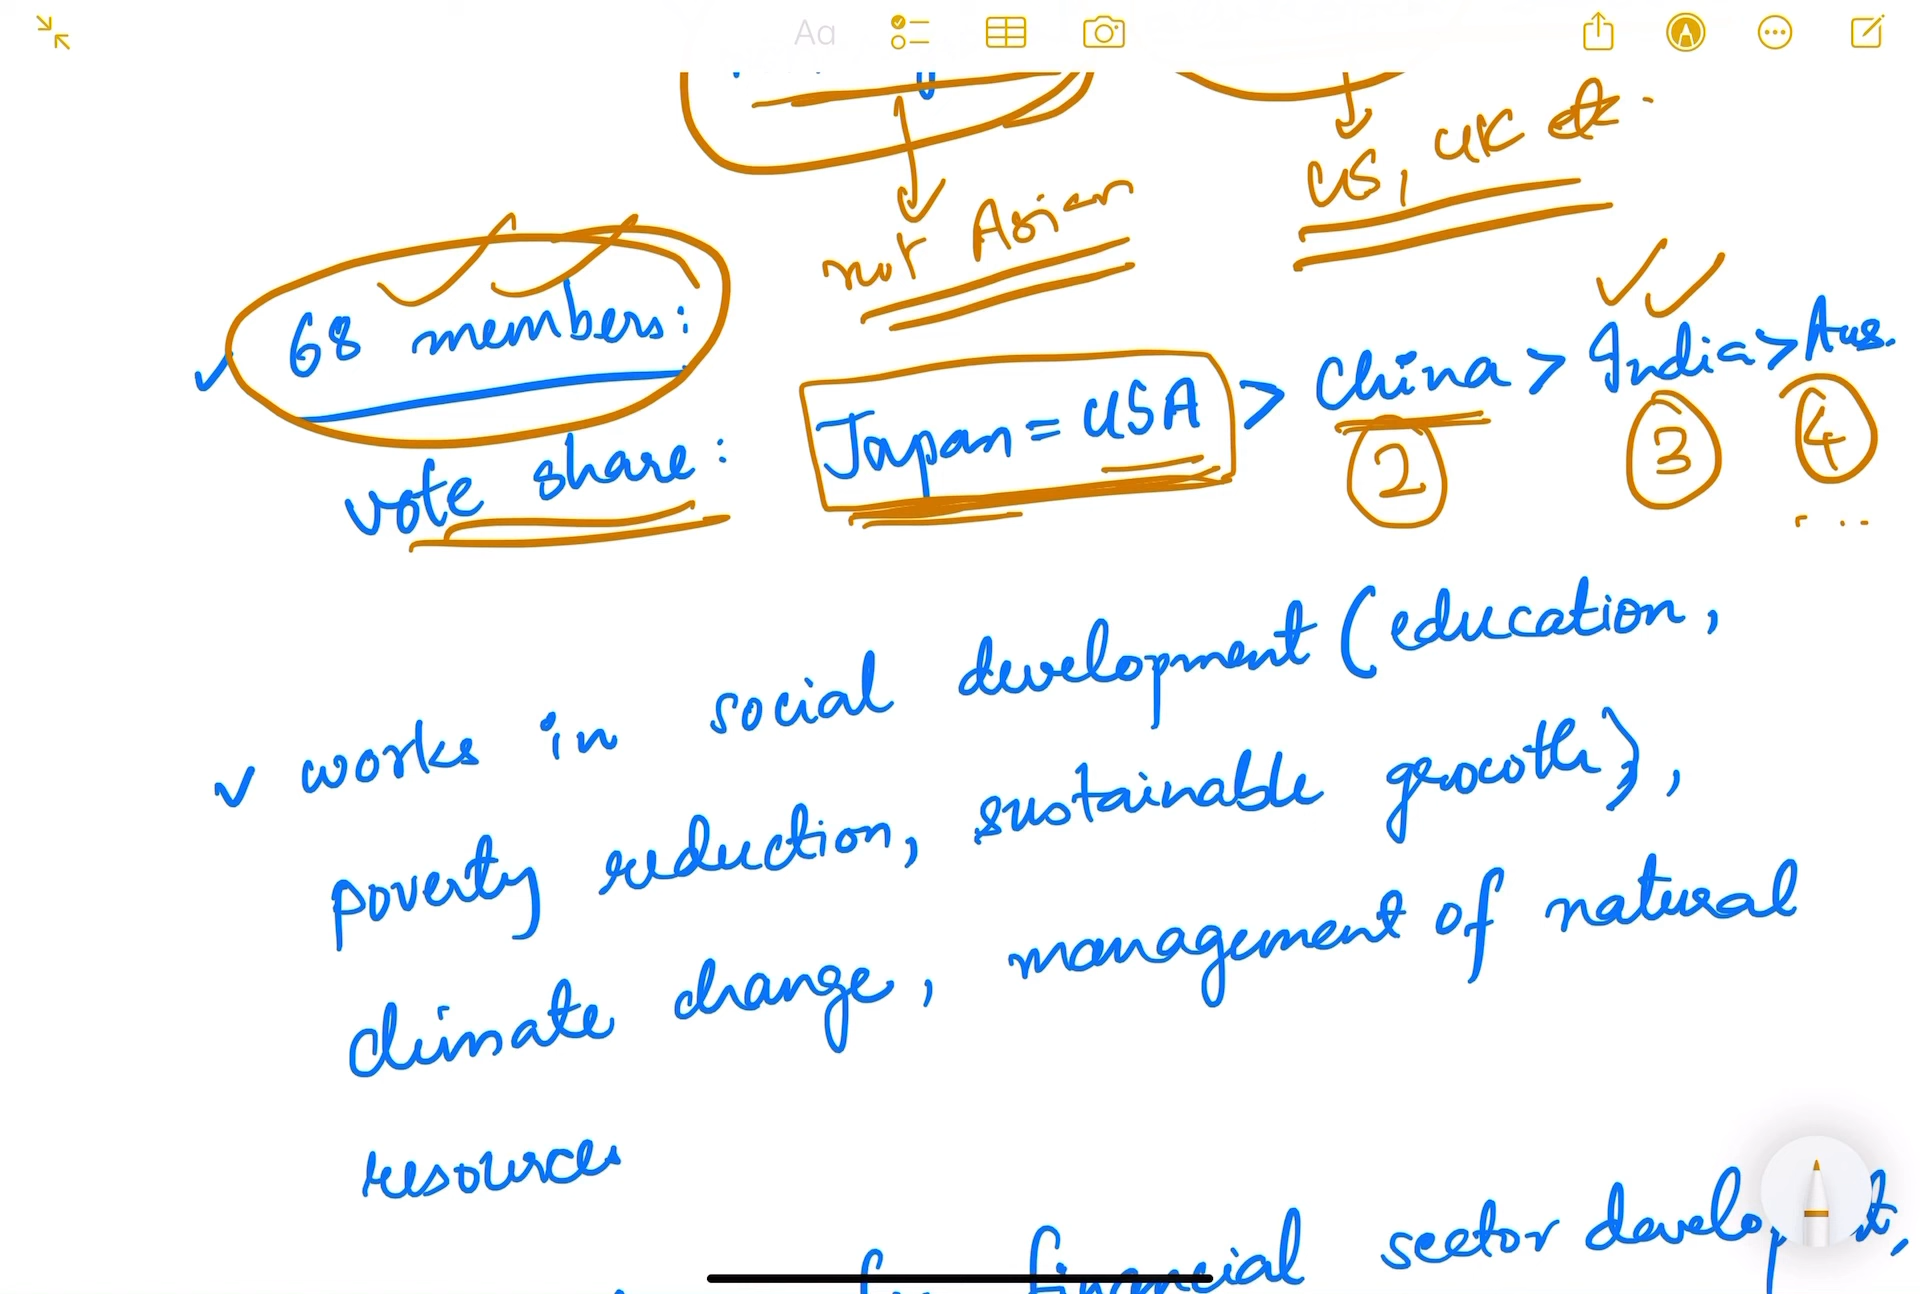 Aa
US, UK etc.
not Asian
68 members:
vote share: Japan = USA > China > India > Aus.
2 3 4
....
works in social development (education,
poverty reduction, sustainable growth),
climate change, management of natural
resources
financial sector